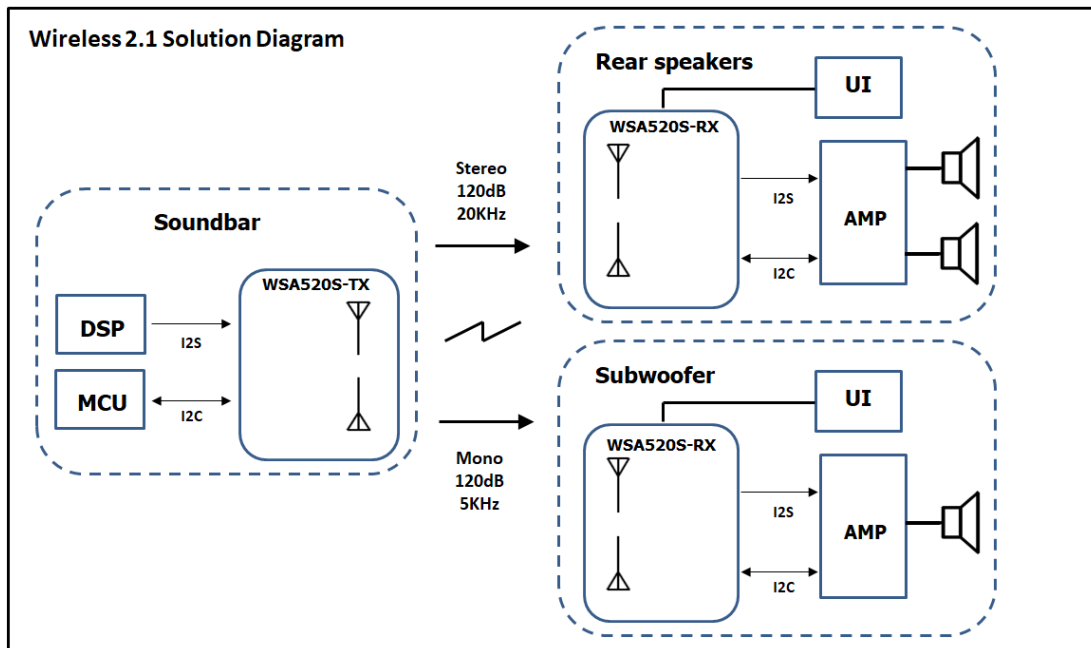 Wireless 2.1 Solution Diagram
Soundbar
DSP
I2S
MCU
I2C
WSA520S-TX
Stereo
120dB
20KHz
Mono
120dB
5KHz
Rear speakers
UI
WSA520S-RX
I2S
I2C
AMP
Subwoofer
UI
WSA520S-RX
I2S
I2C
AMP